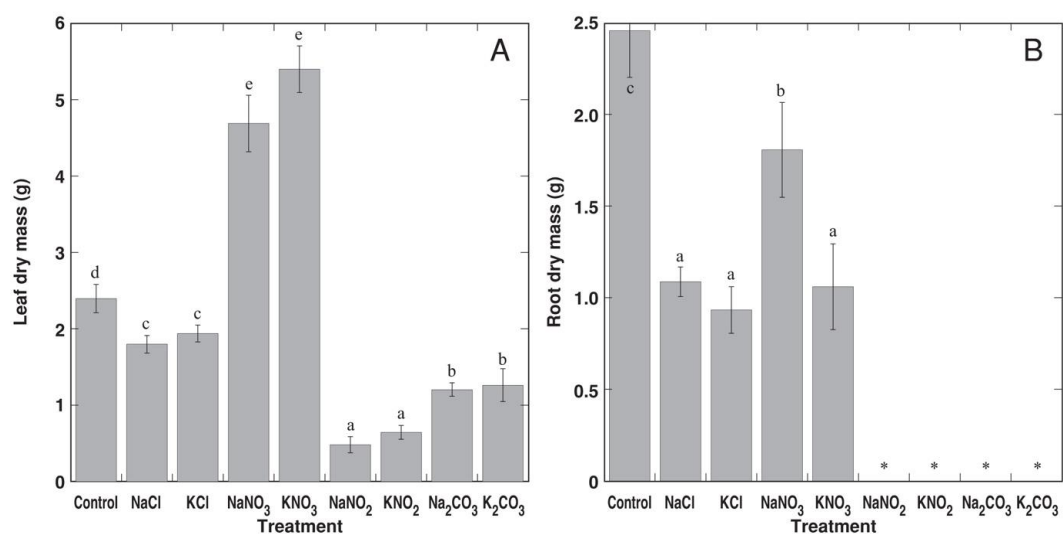 A
Leaf dry mass (g)
6
5
4
3
2
1
0
d
c
c
e
e
a
a
b
b
Control NaCl KCl NaNO₃ KNO₃ NaNO₂ KNO₂ Na₂CO₃ K₂CO₃
Treatment
B
Root dry mass (g)
2.5
2.0
1.5
1.0
0.5
0
c
a
a
b
a
* * * *
Control NaCl KCl NaNO₃ KNO₃ NaNO₂ KNO₂ Na₂CO₃ K₂CO₃
Treatment